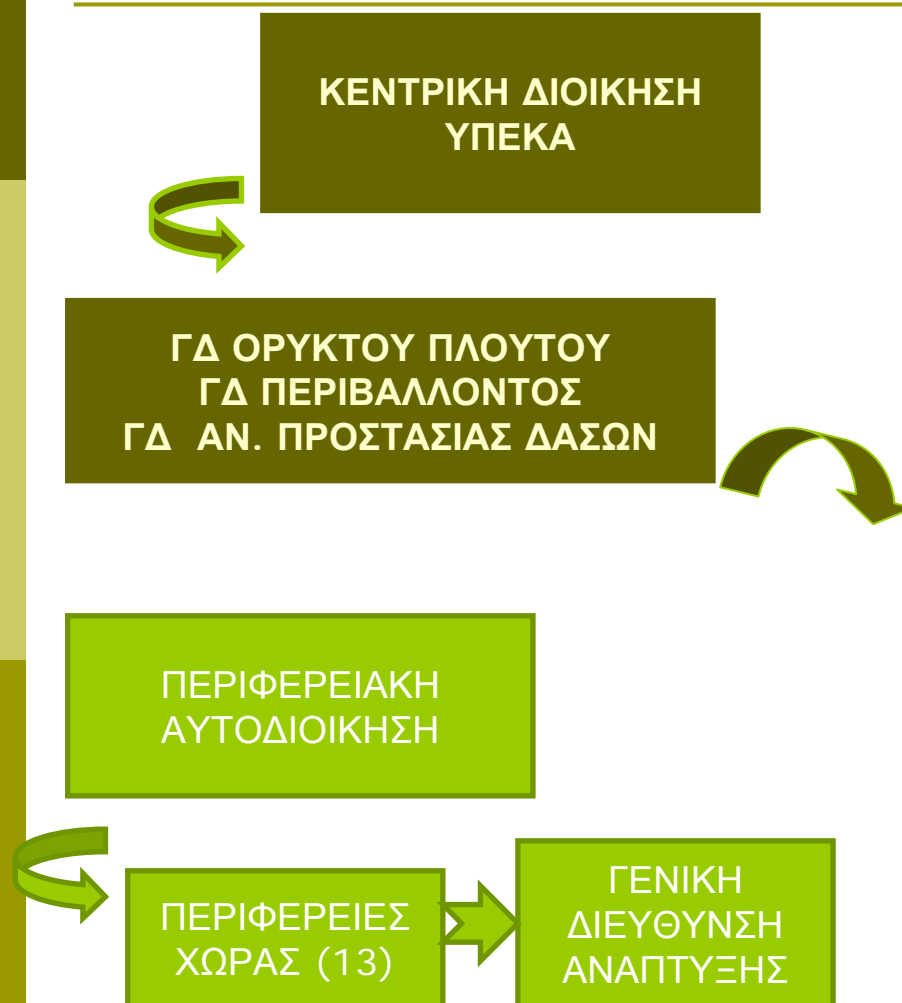 ΚΕΝΤΡΙΚΗ ΔΙΟΙΚΗΣΗ
ΥΠΕΚΑ
ΓΔ ΟΡΥΚΤΟΥ ΠΛΟΥΤΟΥ
ΓΔ ΠΕΡΙΒΑΛΛΟΝΤΟΣ
ΓΔ ΑΝ. ΠΡΟΣΤΑΣΙΑΣ ΔΑΣΩΝ
ΠΕΡΙΦΕΡΕΙΑΚΗ
ΑΥΤΟΔΙΟΙΚΗΣΗ
ΠΕΡΙΦΕΡΕΙΕΣ
ΧΩΡΑΣ (13)
ΓΕΝΙΚΗ
ΔΙΕΥΘΥΝΣΗ
ΑΝΑΠΤΥΞΗΣ